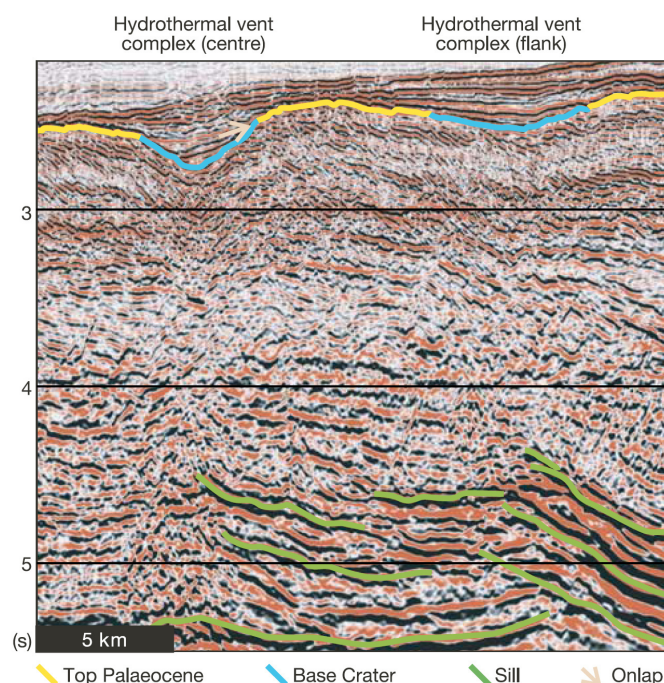 Hydrothermal vent
complex (centre)
Hydrothermal vent
complex (flank)
3
4
5
(s)
5 km
Top Palaeocene
Base Crater
Sill
Onlap